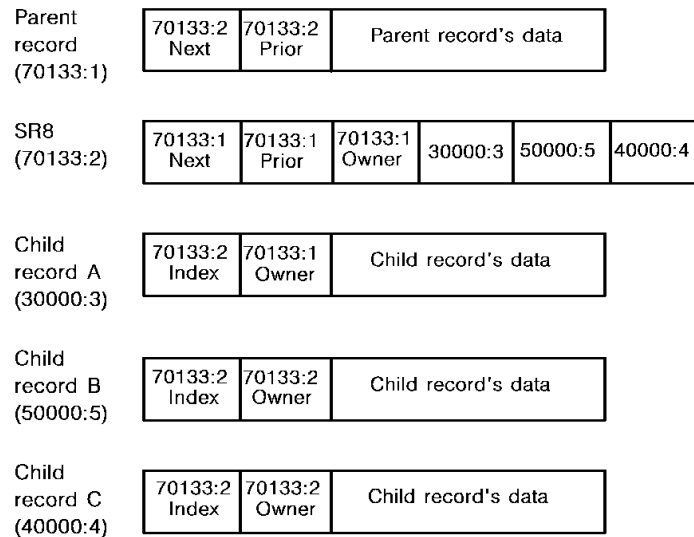 Parent
record
(70133:1)
70133:2
Next
70133:2
Prior
Parent record's data
SR8
(70133:2)
70133:1
Next
70133:1
Prior
70133:1
Owner
30000:3
50000:5
40000:4
Child
record A
(30000:3)
70133:2
Index
70133:1
Owner
Child record's data
Child
record B
(50000:5)
70133:2
Index
70133:2
Owner
Child record's data
Child
record C
(40000:4)
70133:2
Index
70133:2
Owner
Child record's data